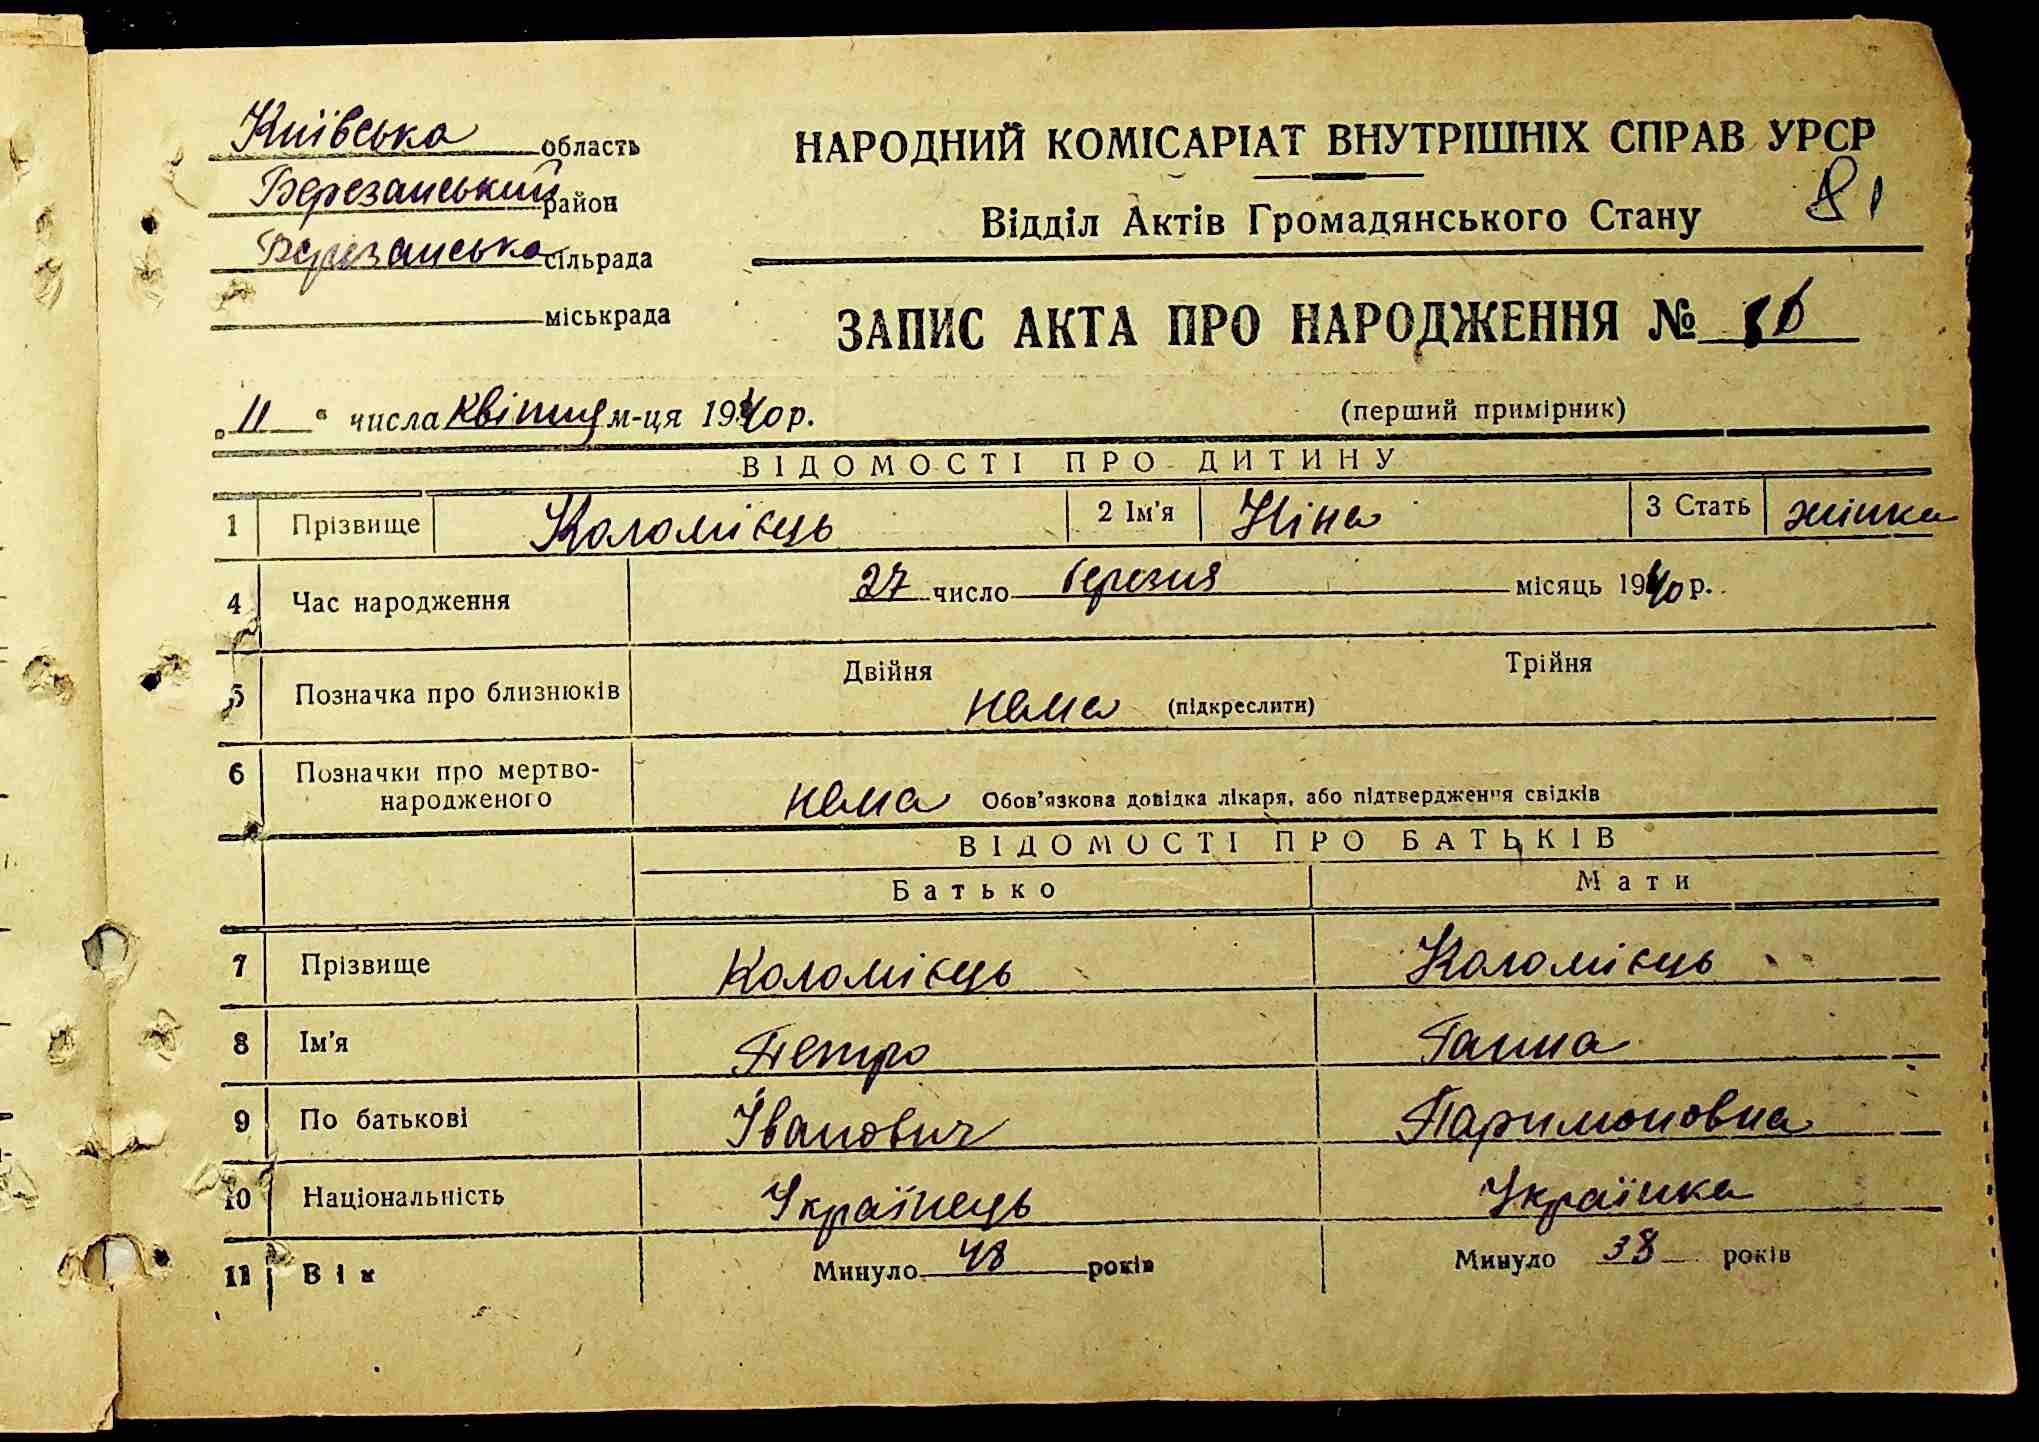 Київська область
Березанський район
Березанська сільрада
міськрада
НАРОДНИЙ КОМІСАРІАТ ВНУТРІШНІХ СПРАВ УРСР
81
Відділ Актів Громадянського Стану
ЗАПИС АКТА ПРО НАРОДЖЕННЯ № 86
„11“ числа квітня м-ця 1940 р.
(перший примірник)
ВІДОМОСТІ ПРО ДИТИНУ
1 Прізвище Коломієць 2 Ім'я Ніна 3 Стать жінка
4 Час народження 27 число березня місяць 1940 р.
5 Позначка про близнюків Двійня Трійня
нема (підкреслити)
6 Позначки про мертво-
народженого нема Обов'язкова довідка лікаря, або підтвердження свідків
ВІДОМОСТІ ПРО БАТЬКІВ
Батько Мати
7 Прізвище Коломієць Коломієць
8 Ім'я Петро Ганна
9 По батькові Іванович Паримоновна
10 Національність Українець Українка
11 Вік Минуло 48 років Минуло 38 років